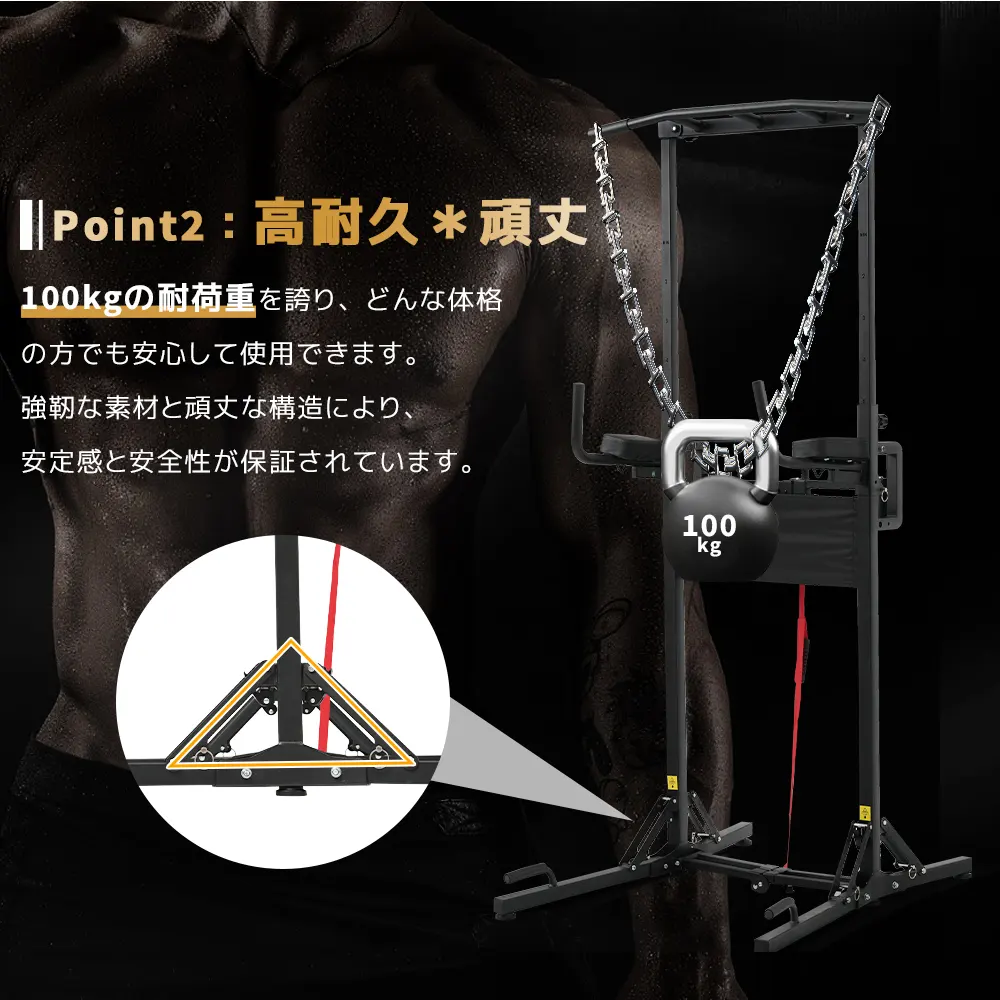 Point2：高耐久＊頑丈
100kgの耐荷重を誇り、どんな体格
の方でも安心して使用できます。
強靭な素材と頑丈な構造により、
安定感と安全性が保証されています。
100
kg